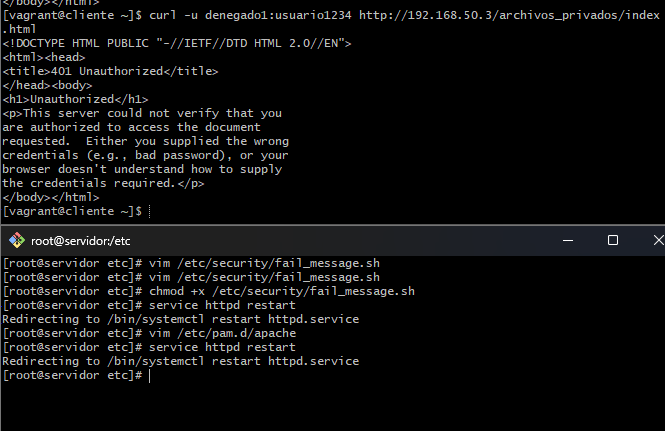 </body></html>
[vagrant@cliente ~]$ curl -u denegado1:usuario1234 http://192.168.50.3/archivos_privados/index
.html
<!DOCTYPE HTML PUBLIC "-//IETF//DTD HTML 2.0//EN">
<html><head>
<title>401 Unauthorized</title>
</head><body>
<h1>Unauthorized</h1>
<p>This server could not verify that you
are authorized to access the document
requested.  Either you supplied the wrong
credentials (e.g., bad password), or your
browser doesn't understand how to supply
the credentials required.</p>
</body></html>
[vagrant@cliente ~]$
root@servidor:/etc
[root@servidor etc]# vim /etc/security/fail_message.sh
[root@servidor etc]# vim /etc/security/fail_message.sh
[root@servidor etc]# chmod +x /etc/security/fail_message.sh
[root@servidor etc]# service httpd restart
Redirecting to /bin/systemctl restart httpd.service
[root@servidor etc]# vim /etc/pam.d/apache
[root@servidor etc]# service httpd restart
Redirecting to /bin/systemctl restart httpd.service
[root@servidor etc]#